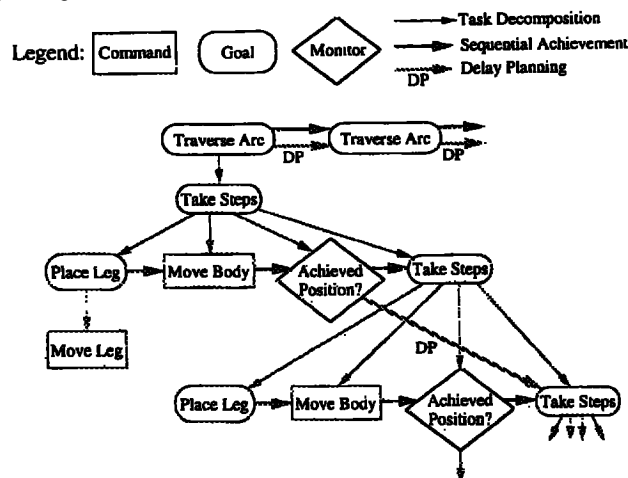 Task Decomposition
Legend: Command Goal Monitor Sequential Achievement
DP Delay Planning
Traverse Arc Traverse Arc
DP DP
Take Steps
Place Leg Move Body Achieved Position? Take Steps
Move Leg
DP
Place Leg Move Body Achieved Position? Take Steps